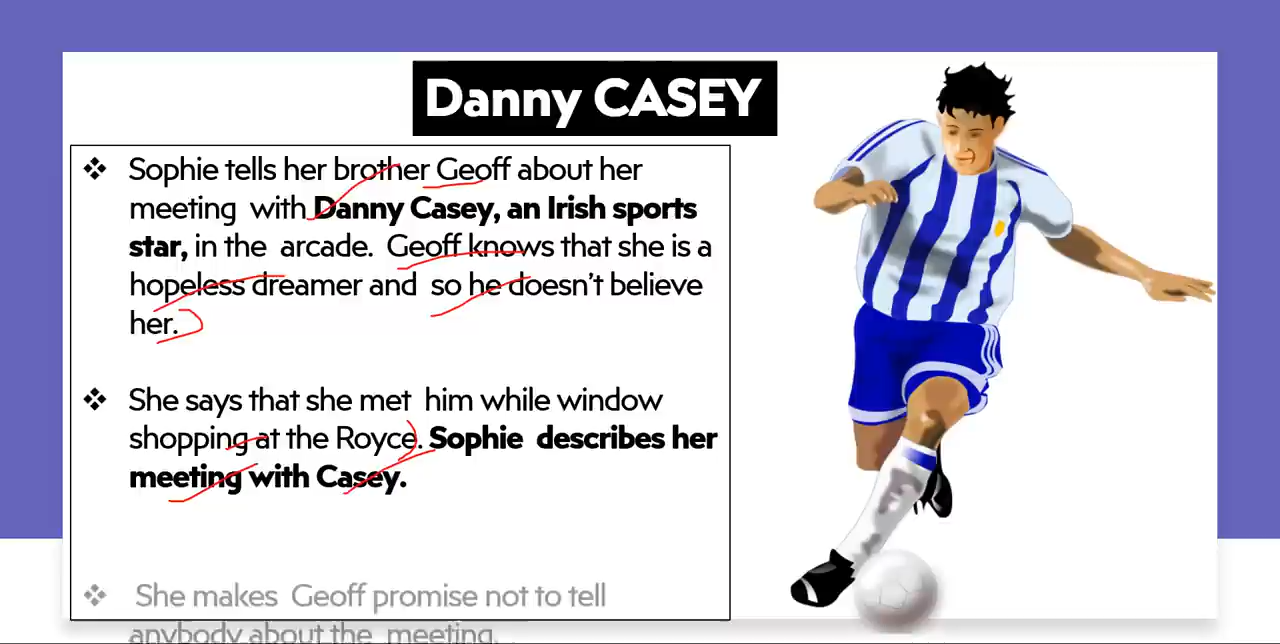 Danny CASEY
❖ Sophie tells her brother Geoff about her
meeting with Danny Casey, an Irish sports
star, in the arcade. Geoff knows that she is a
hopeless dreamer and so he doesn't believe
her.
❖ She says that she met him while window
shopping at the Royce. Sophie describes her
meeting with Casey.
❖ She makes Geoff promise not to tell
anybody about the meeting.